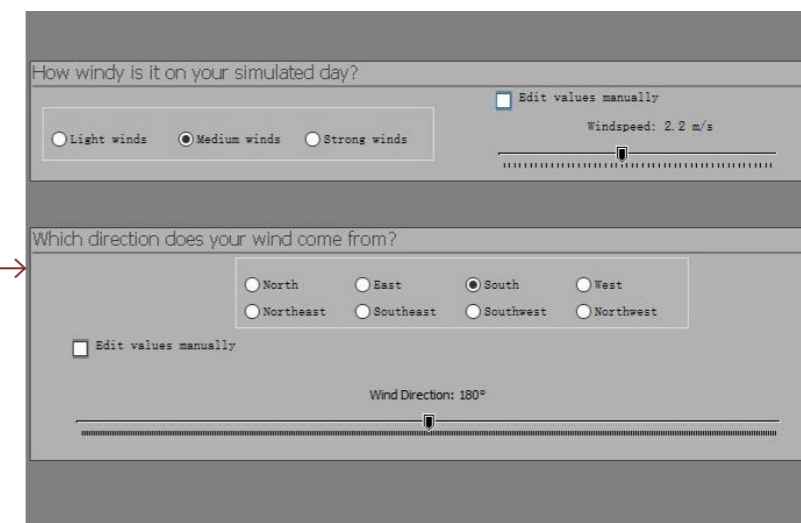 How windy is it on your simulated day?
Edit values manually
Windspeed: 2.2 m/s
Light winds Medium winds Strong winds
Which direction does your wind come from?
North East South West
Northeast Southeast Southwest Northwest
Edit values manually
Wind Direction: 180°